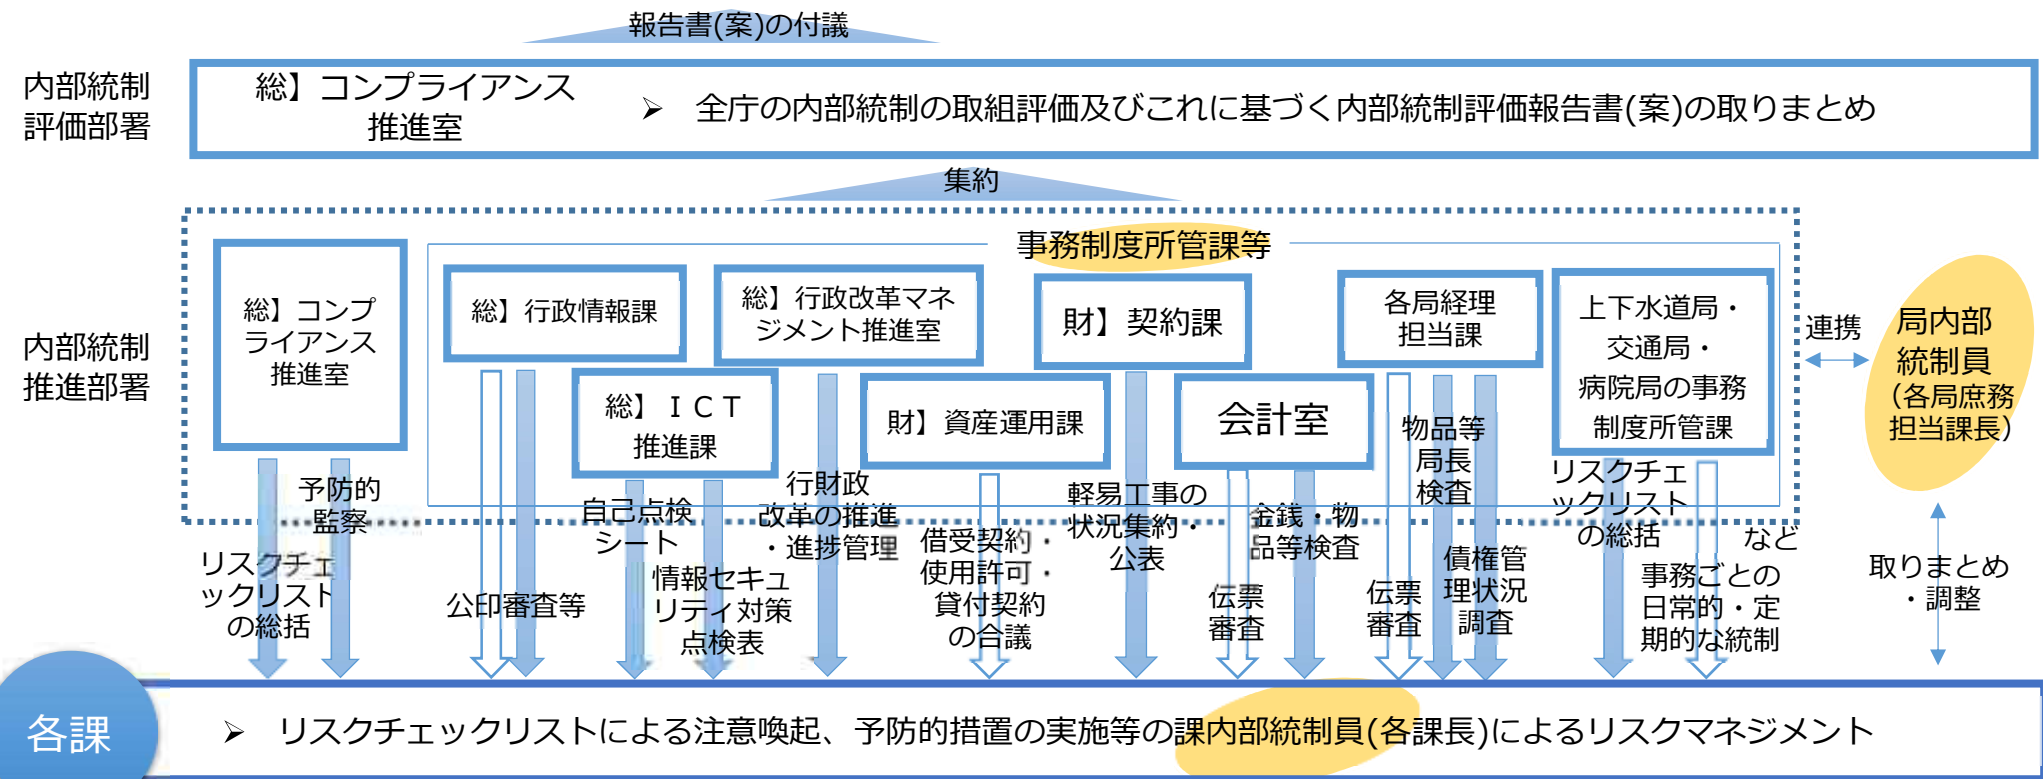 報告書(案)の付議
内部統制
評価部署
総】コンプライアンス
推進室
➢ 全庁の内部統制の取組評価及びこれに基づく内部統制評価報告書(案)の取りまとめ
集約
内部統制
推進部署
事務制度所管課等
総】コンプ
ライアンス
推進室
総】行政情報課
総】ＩＣＴ
推進課
総】行政改革マネ
ジメント推進室
財】資産運用課
財】契約課
会計室
各局経理
担当課
上下水道局・
交通局・
病院局の事務
制度所管課
連携
局内部
統制員
（各局庶務
担当課長）
リスクチェ
ックリスト
の総括
予防的
監察
公印審査等
自己点検
シート
情報セキュ
リティ対策
点検表
行財政
改革の推進
・進捗管理
借受契約・
使用許可・
貸付契約
の合議
軽易工事の
状況集約・
公表
伝票
審査
金銭・物
品等検査
伝票
審査
物品等
局長
検査
債権管
理状況
調査
リスクチェ
ックリスト
の総括
事務ごとの
日常的・定
期的な統制
など
取りまとめ
・調整
各課
➢ リスクチェックリストによる注意喚起、予防的措置の実施等の課内部統制員(各課長)によるリスクマネジメント